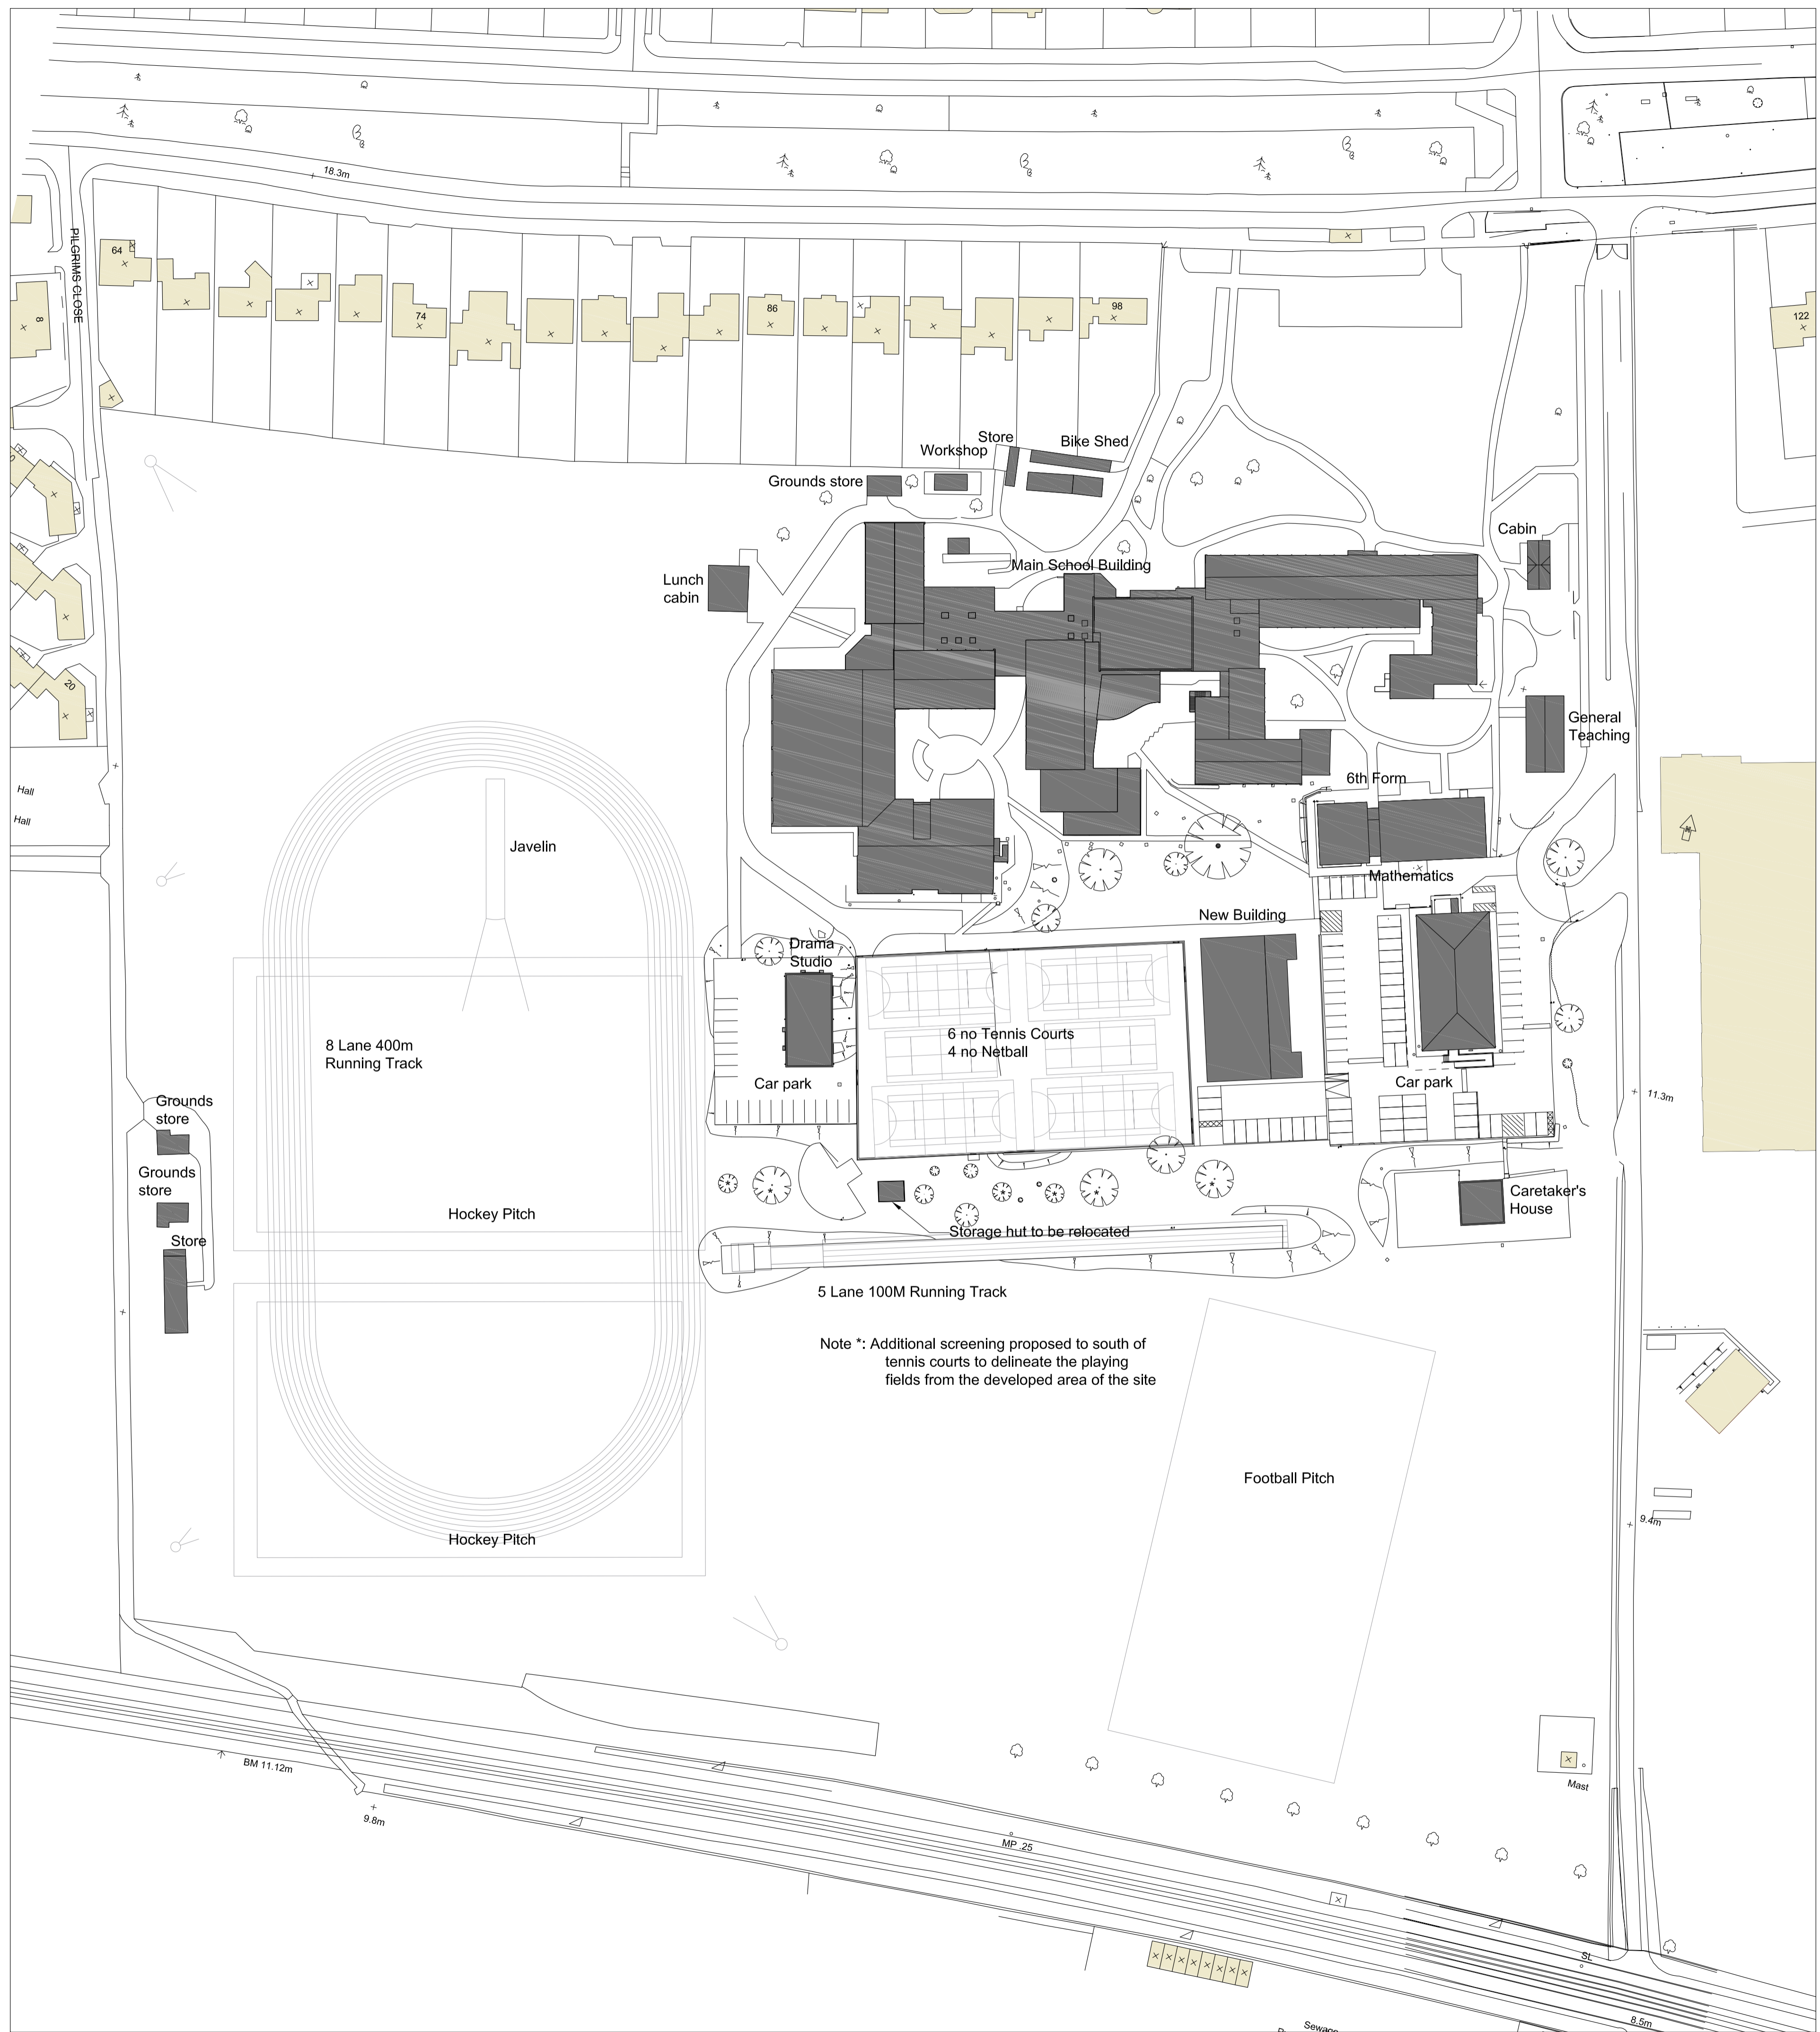 18.3m
PILGRIMS CLOSE
64
74
86
98
122
8
Store
Bike Shed
Workshop
Grounds store
Cabin
Main School Building
Lunch
cabin
20
General
Teaching
6th Form
Hall
Hall
Javelin
Mathematics
New Building
Drama
Studio
8 Lane 400m
Running Track
6 no Tennis Courts
4 no Netball
Car park
Car park
11.3m
Grounds
store
Grounds
store
Store
Hockey Pitch
Caretaker's
House
Storage hut to be relocated
5 Lane 100M Running Track
Note *: Additional screening proposed to south of
tennis courts to delineate the playing
fields from the developed area of the site
Football Pitch
9.4m
Hockey Pitch
BM 11.12m
9.8m
Mast
MP .25
SL
8.5m